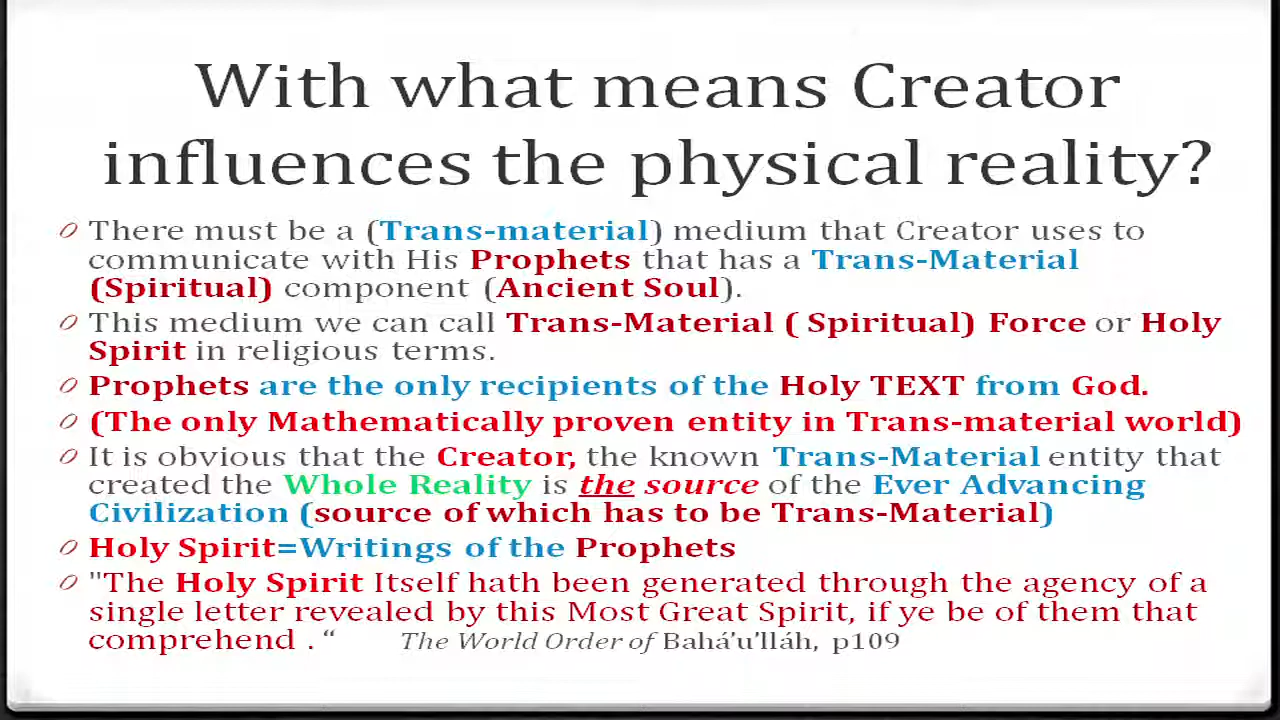 With what means Creator
influences the physical reality?
There must be a (Trans-material) medium that Creator uses to
communicate with His Prophets that has a Trans-Material
(Spiritual) component (Ancient Soul).
This medium we can call Trans-Material ( Spiritual) Force or Holy
Spirit in religious terms.
Prophets are the only recipients of the Holy TEXT from God.
(The only Mathematically proven entity in Trans-material world)
It is obvious that the Creator, the known Trans-Material entity that
created the Whole Reality is the source of the Ever Advancing
Civilization (source of which has to be Trans-Material)
Holy Spirit=Writings of the Prophets
"The Holy Spirit Itself hath been generated through the agency of a
single letter revealed by this Most Great Spirit, if ye be of them that
comprehend . “ The World Order of Bahá’u’lláh, p109